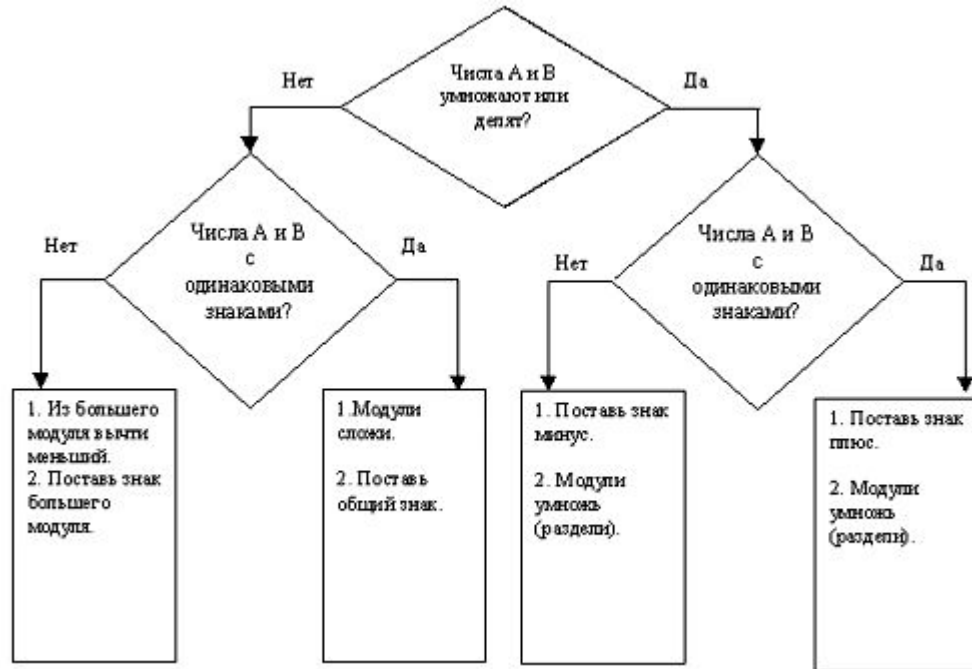 Числа А и В
умножают или
делят?
Нет
Да
Числа А и В
с
одинаковыми
знаками?
Нет
Да
Числа А и В
с
одинаковыми
знаками?
Нет
Да
1. Из большего
модуля вычти
меньший.
2. Поставь знак
большего
модуля.
1.Модули
сложи.
2. Поставь
общий знак.
1. Поставь знак
минус.
2. Модули
умножь
(раздели).
1. Поставь знак
плюс.
2. Модули
умножь
(раздели).